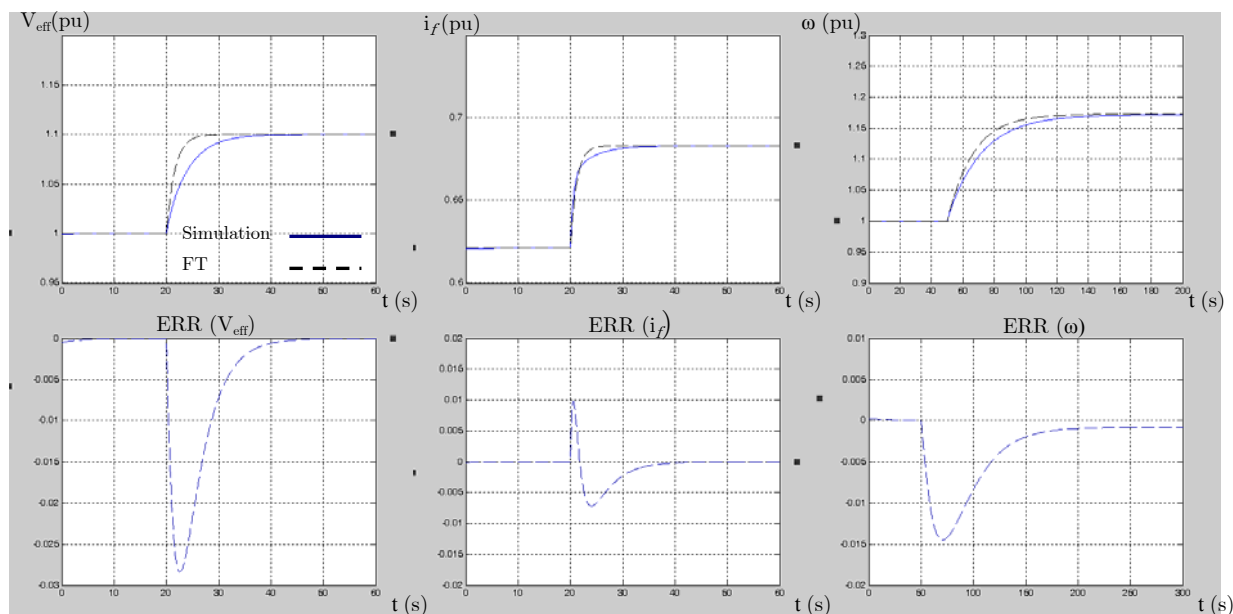 V_eff(pu)
1.15
1.1
1.05
1
0.95
0 10 20 30 40 50 60
t (s)
Simulation
FT
i_f (pu)
0.7
0.65
0.6
0 10 20 30 40 50 60
t (s)
ω (pu)
1.3
1.25
1.2
1.15
1.1
1.05
1
0.95
0.9
0 20 40 60 80 100 120 140 160 180 200
t (s)
ERR (V_eff)
0
-0.005
-0.01
-0.015
-0.02
-0.025
-0.03
0 10 20 30 40 50 60
t (s)
ERR (i_f)
0.02
0.015
0.01
0.005
0
-0.005
-0.01
-0.015
-0.02
0 10 20 30 40 50 60
t (s)
ERR (ω)
0.01
0.005
0
-0.005
-0.01
-0.015
-0.02
0 50 100 150 200 250 300
t (s)